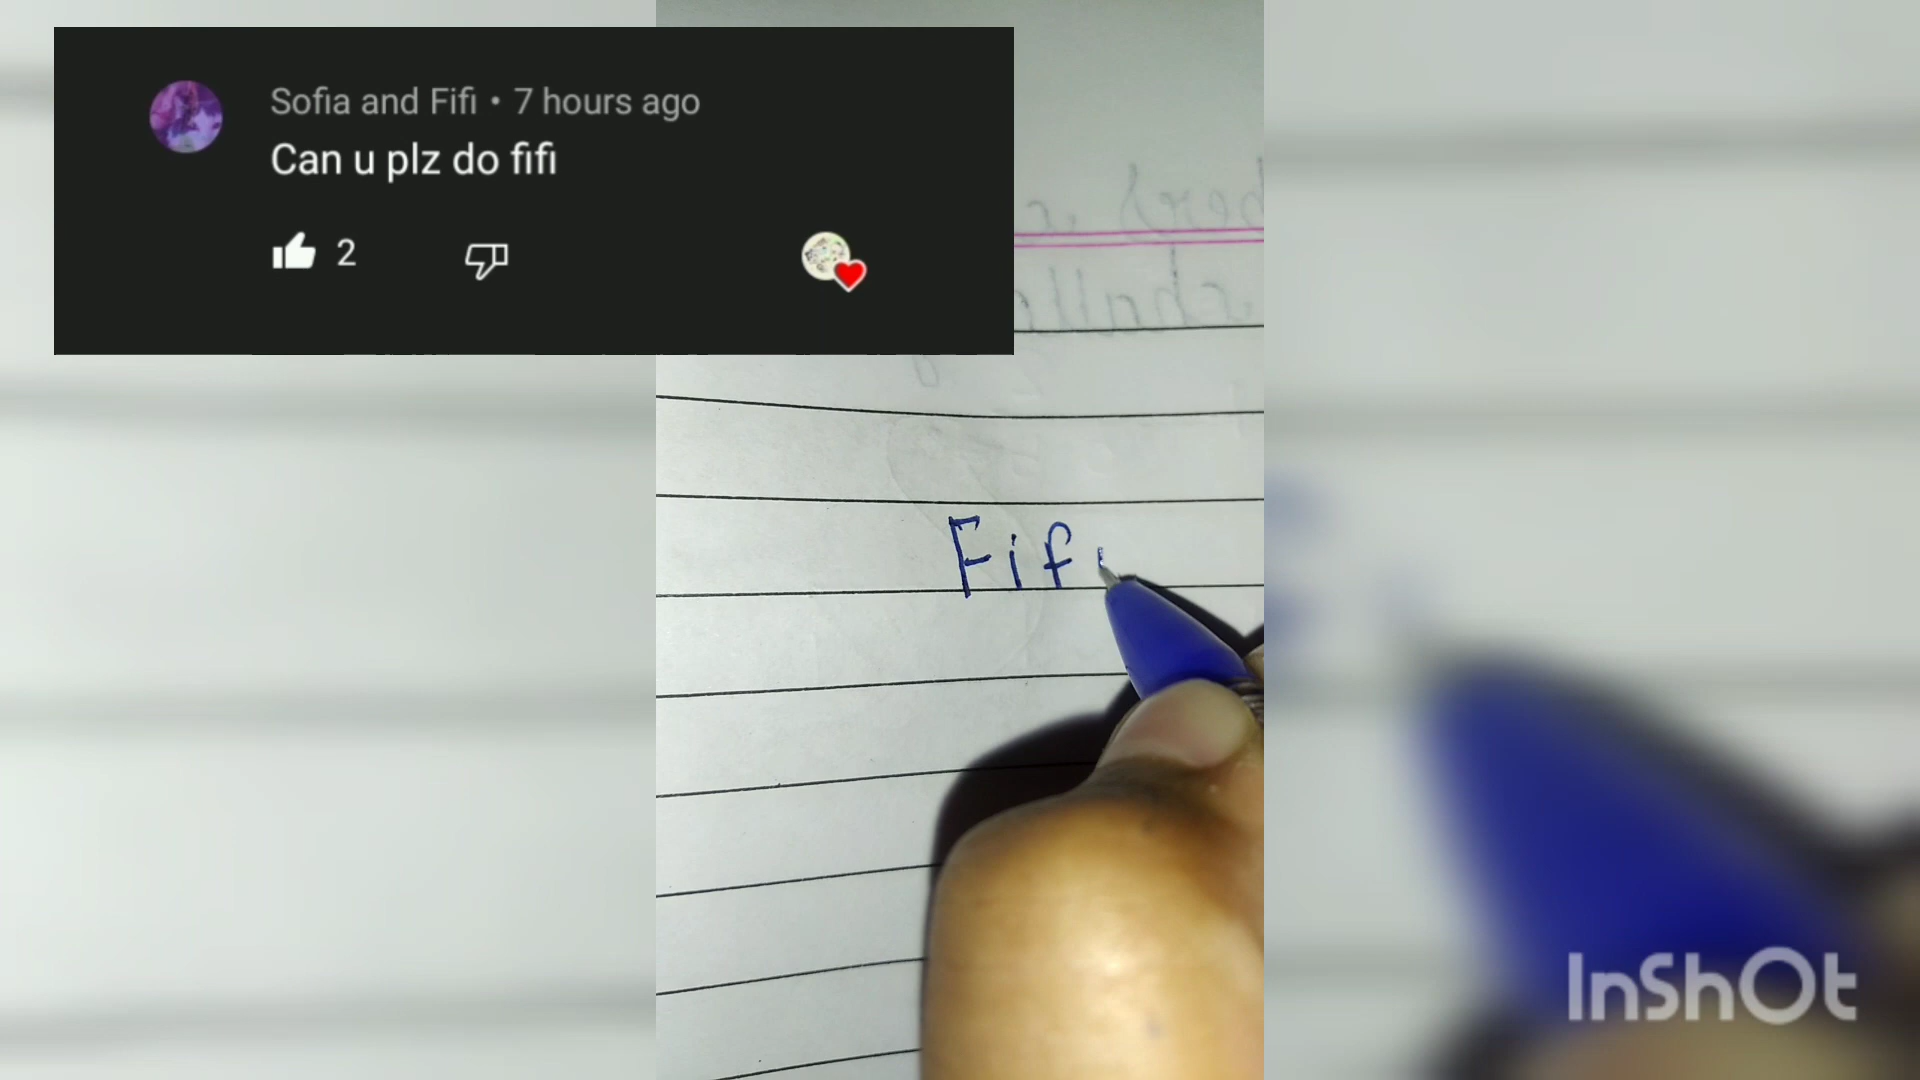 Sofia and Fifi • 7 hours ago
Can u plz do fifi
2
Fif
InShOt